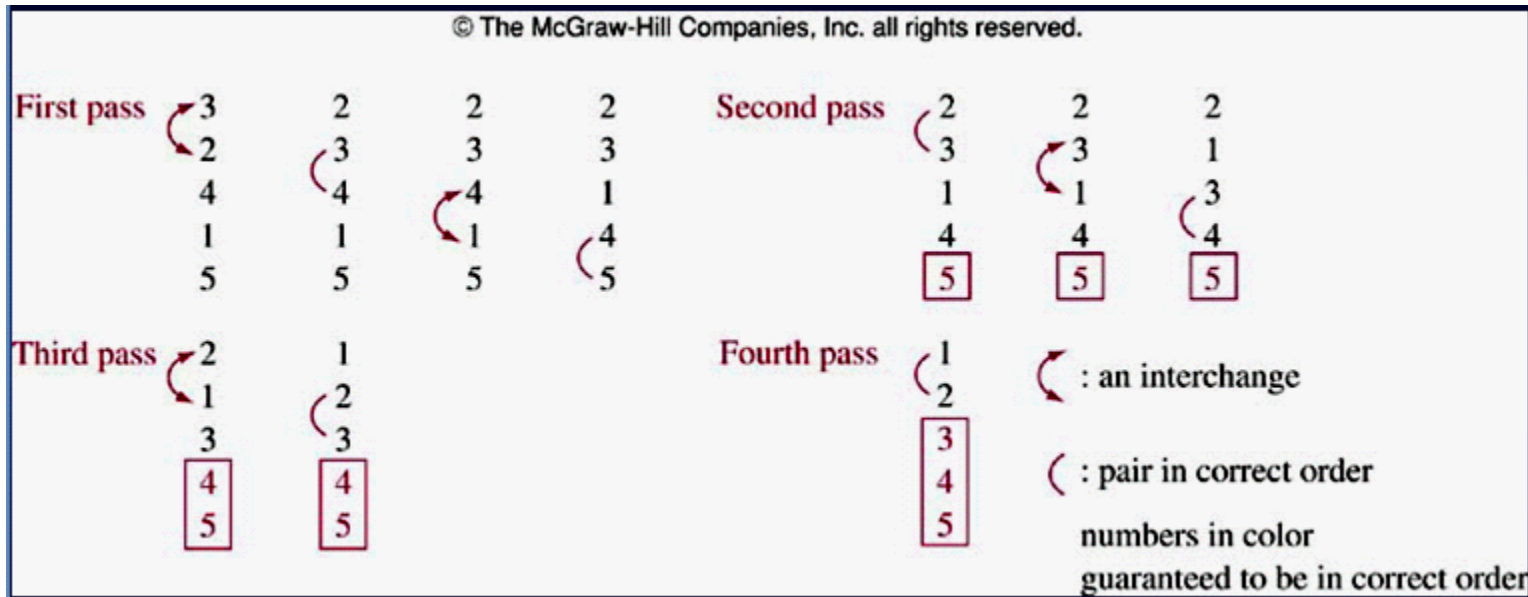 © The McGraw-Hill Companies, Inc. all rights reserved.
First pass 3 2 2 2
2 3 3 3
4 4 4 1
1 1 1 4
5 5 5 5
Second pass 2 2 2
3 3 1
1 1 3
4 4 4
5 5 5
Third pass 2 1
1 2
3 3
4 4
5 5
Fourth pass 1
2
3
4
5
: an interchange
: pair in correct order
numbers in color
guaranteed to be in correct order